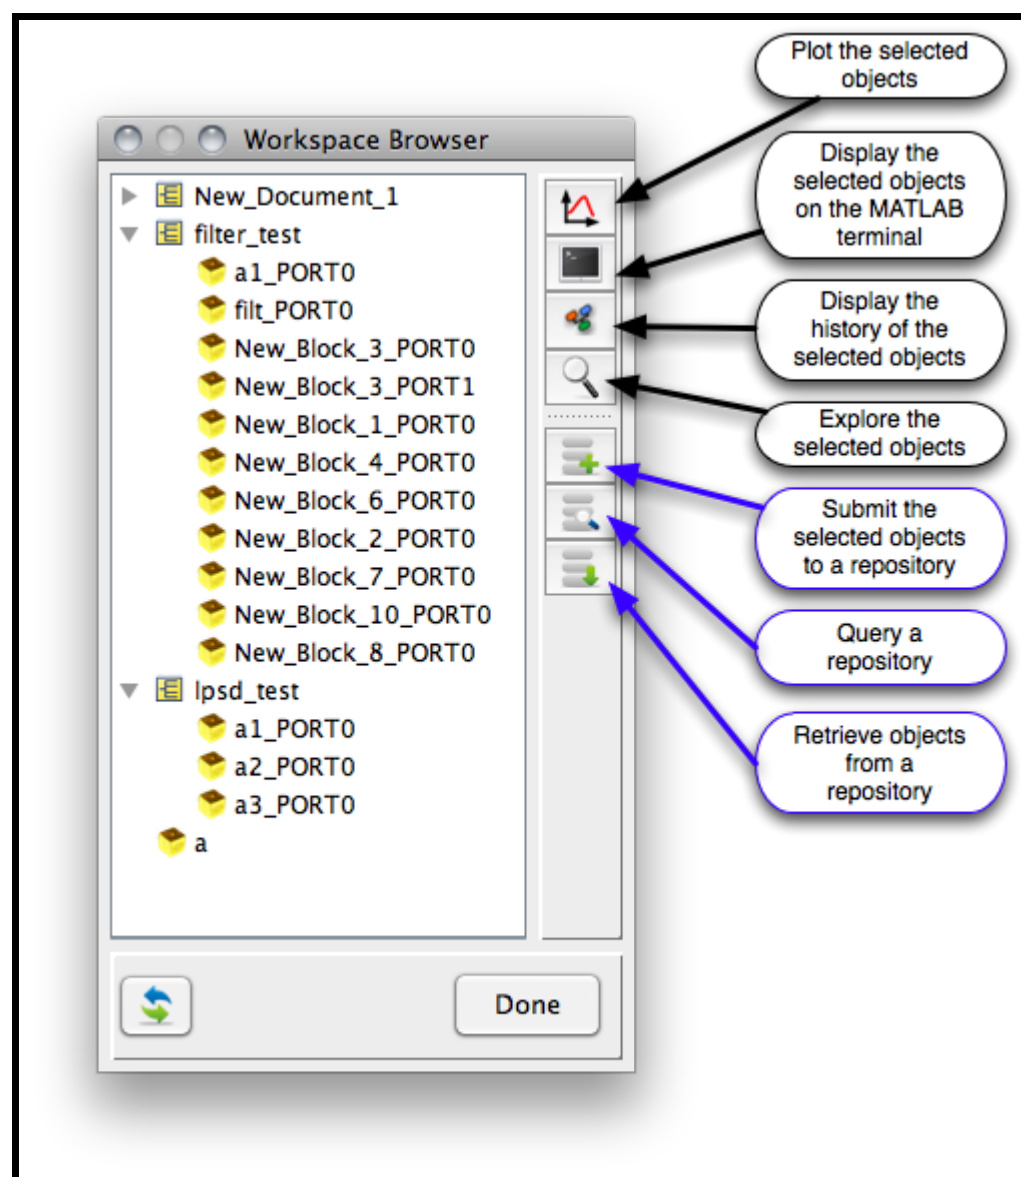 Plot the selected
objects
Workspace Browser
Display the
selected objects
on the MATLAB
terminal
New_Document_1
filter_test
a1_PORT0
filt_PORT0
New_Block_3_PORT0
New_Block_3_PORT1
New_Block_1_PORT0
New_Block_4_PORT0
New_Block_6_PORT0
New_Block_2_PORT0
New_Block_7_PORT0
New_Block_10_PORT0
New_Block_8_PORT0
lpsd_test
a1_PORT0
a2_PORT0
a3_PORT0
a
Display the
history of the
selected objects
Explore the
selected objects
Submit the
selected objects
to a repository
Query a
repository
Retrieve objects
from a
repository
Done